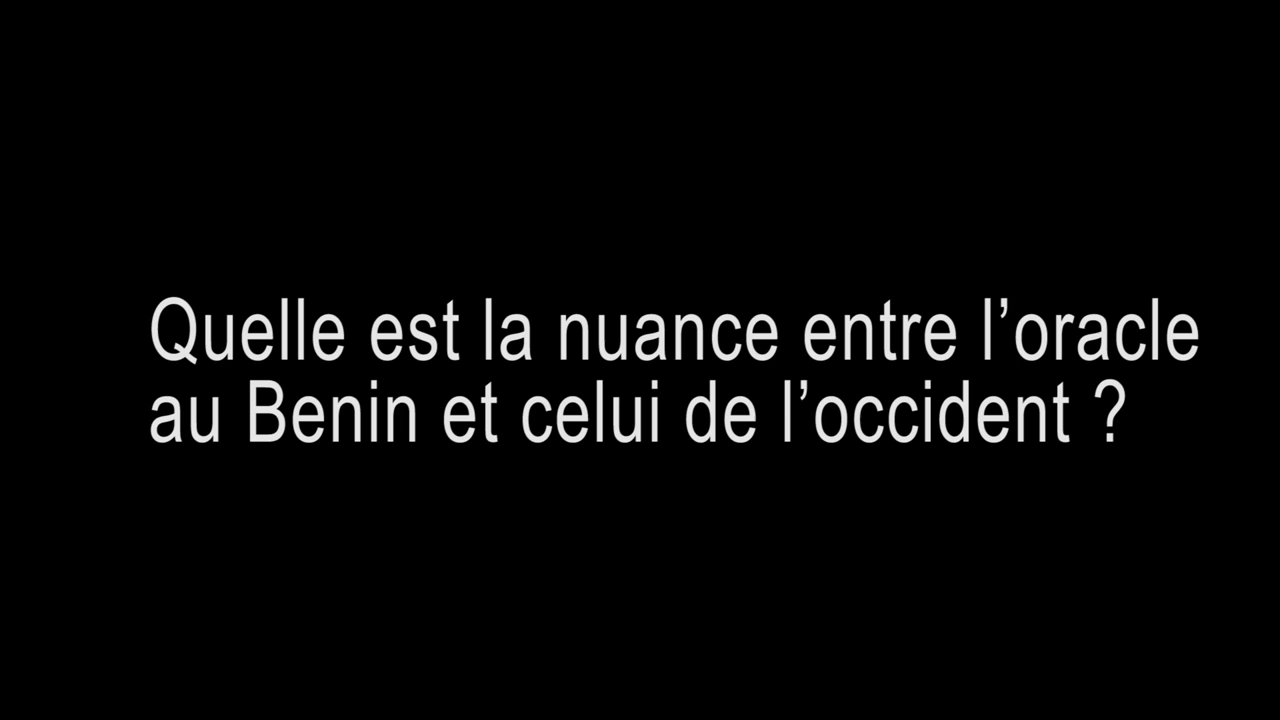 Quelle est la nuance entre l’oracle
au Benin et celui de l’occident ?